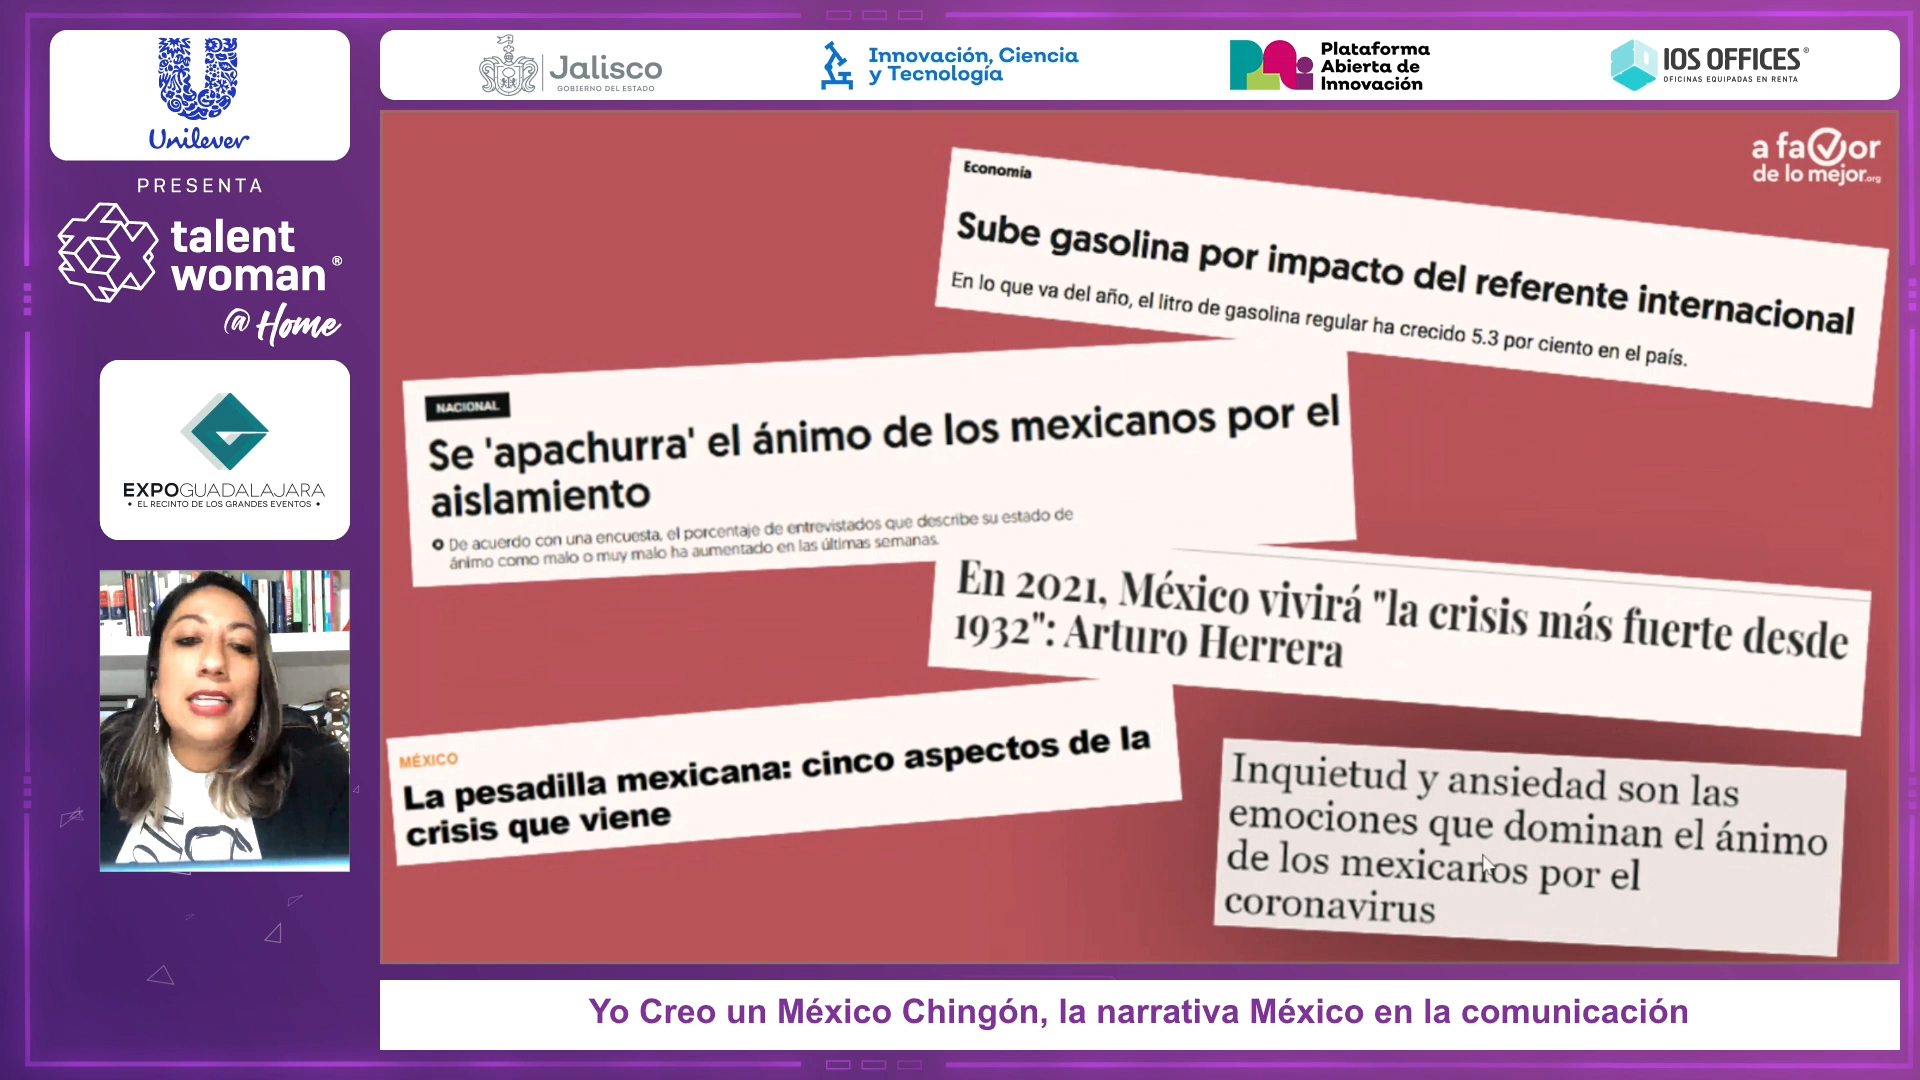 Unilever
PRESENTA
talent
woman®
@Home
EXPOGUADALAJARA
• EL RECINTO DE LOS GRANDES EVENTOS •
Jalisco
GOBIERNO DEL ESTADO
Innovación, Ciencia
y Tecnología
Plataforma
Abierta de
Innovación
IOS OFFICES®
OFICINAS EQUIPADAS EN RENTA
a favor
de lo mejor.org
Economía
Sube gasolina por impacto del referente internacional
En lo que va del año, el litro de gasolina regular ha crecido 5.3 por ciento en el país.
NACIONAL
Se 'apachurra' el ánimo de los mexicanos por el
aislamiento
De acuerdo con una encuesta, el porcentaje de entrevistados que describe su estado de
ánimo como malo o muy malo ha aumentado en las últimas semanas.
En 2021, México vivirá "la crisis más fuerte desde
1932": Arturo Herrera
MÉXICO
La pesadilla mexicana: cinco aspectos de la
crisis que viene
Inquietud y ansiedad son las
emociones que dominan el ánimo
de los mexicanos por el
coronavirus
Yo Creo un México Chingón, la narrativa México en la comunicación